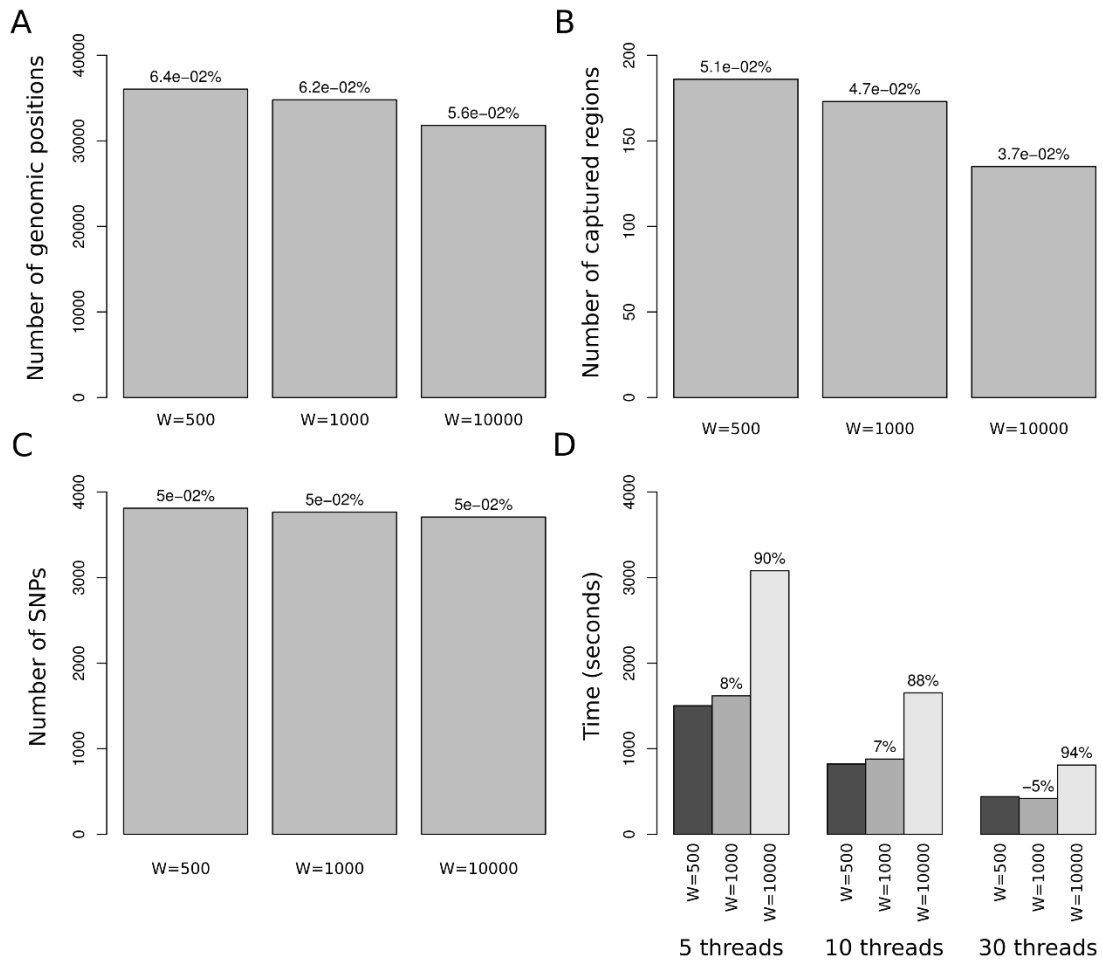 A
Number of genomic positions
0
10000
20000
30000
40000
6.4e−02%
6.2e−02%
5.6e−02%
W=500
W=1000
W=10000
B
Number of captured regions
0
50
100
150
200
5.1e−02%
4.7e−02%
3.7e−02%
W=500
W=1000
W=10000
C
Number of SNPs
0
1000
2000
3000
4000
5e−02%
5e−02%
5e−02%
W=500
W=1000
W=10000
D
Time (seconds)
0
1000
2000
3000
4000
8%
90%
7%
88%
−5%
94%
W=500
W=1000
W=10000
W=500
W=1000
W=10000
W=500
W=1000
W=10000
5 threads
10 threads
30 threads